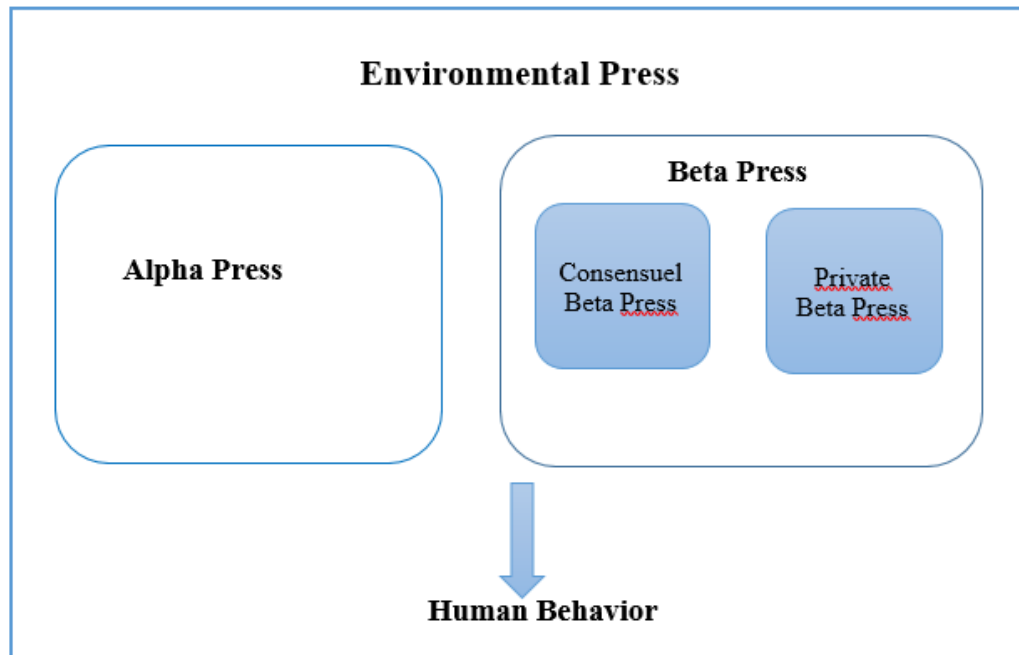 Environmental Press
Alpha Press
Beta Press
Consensuel
Beta Press
Private
Beta Press
Human Behavior